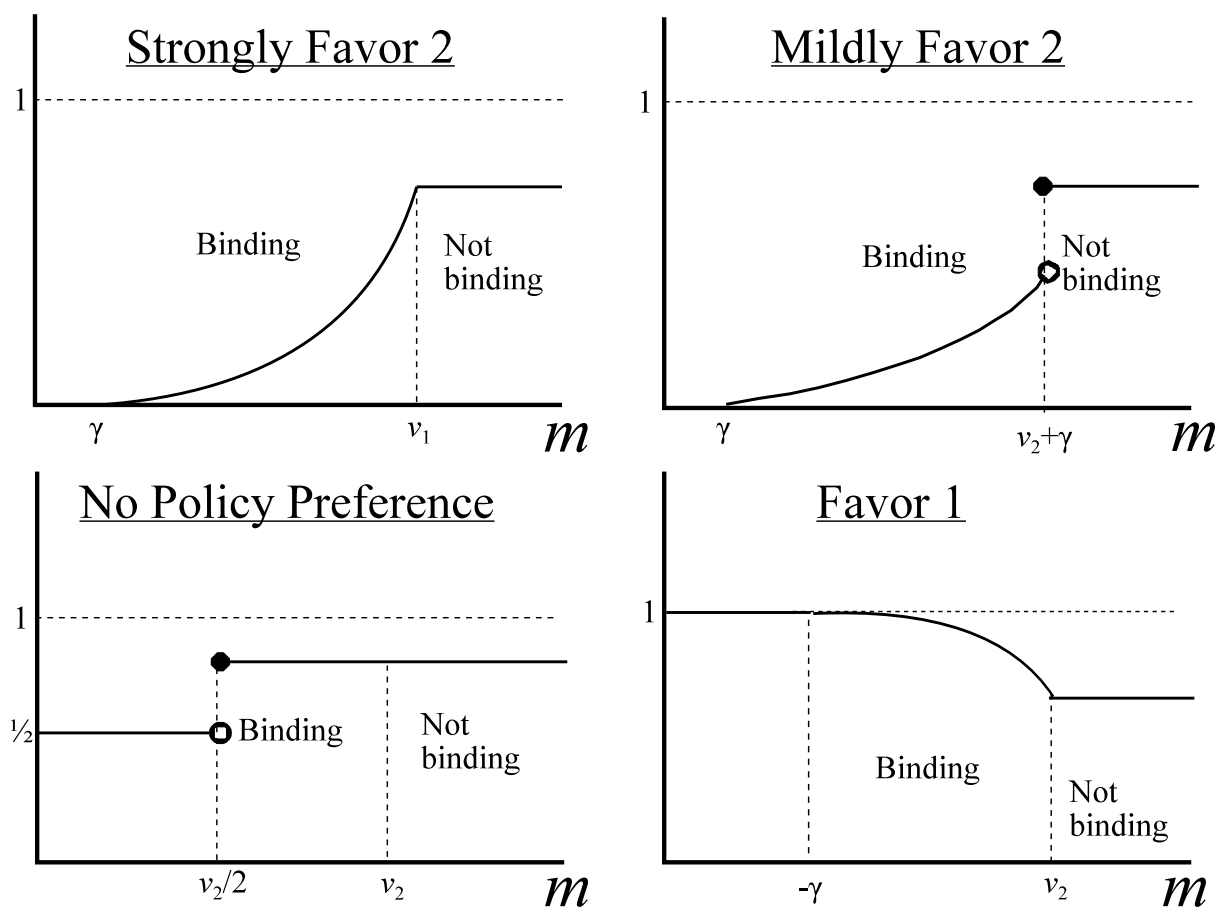 Strongly Favor 2
1
Binding
Not
binding
γ
v₁
m
Mildly Favor 2
1
Binding
Not
binding
γ
v₂+γ
m
No Policy Preference
1
½
Binding
Not
binding
v₂/2
v₂
m
Favor 1
1
Binding
Not
binding
-γ
v₂
m